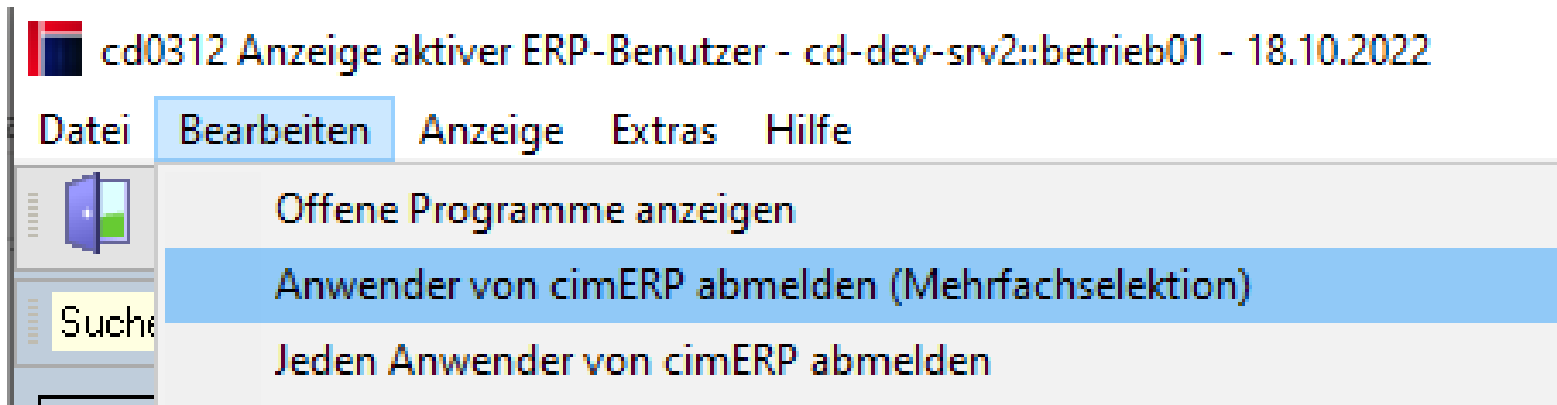 cd0312 Anzeige aktiver ERP-Benutzer - cd-dev-srv2::betrieb01 - 18.10.2022
Datei Bearbeiten Anzeige Extras Hilfe
Offene Programme anzeigen
Anwender von cimERP abmelden (Mehrfachselektion)
Suche
Jeden Anwender von cimERP abmelden